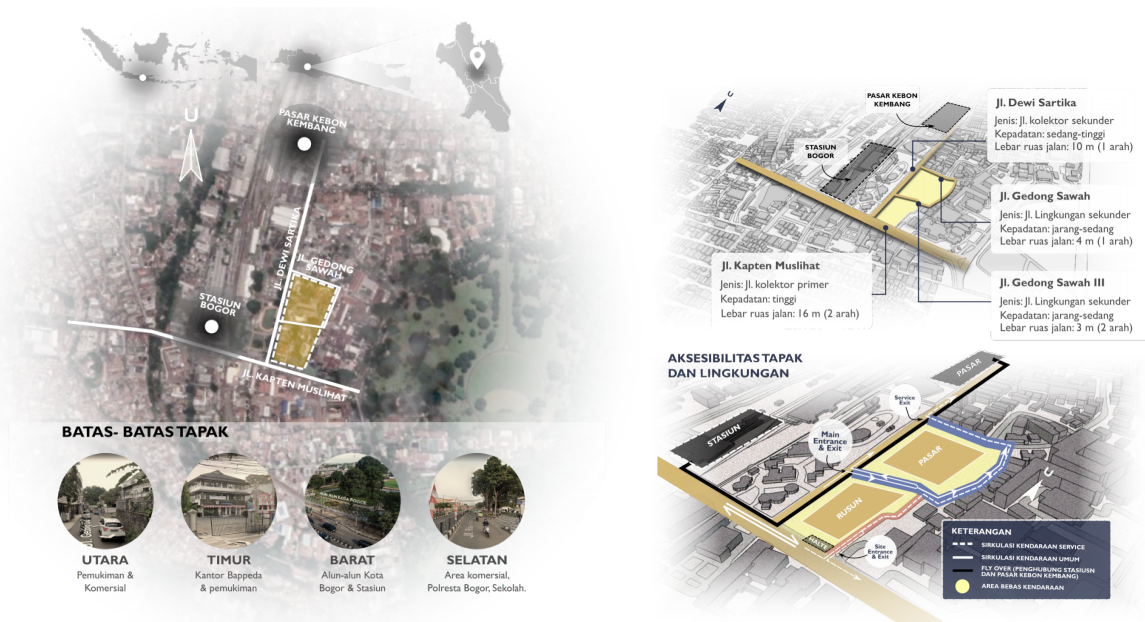 U
PASAR KEBON
KEMBANG
JL. DEWI SARTIKA
JL. GEDONG
SAWAH
STASIUN
BOGOR
JL. KAPTEN MUSLIHAT
BATAS- BATAS TAPAK
UTARA
Pemukiman &
Komersial
TIMUR
Kantor Bappeda
& pemukiman
ALUN ALUN KOTA BOGOR
BARAT
Alun-alun Kota
Bogor & Stasiun
SELATAN
Area komersial,
Polresta Bogor, Sekolah.
U
PASAR KEBON
KEMBANG
STASIUN
BOGOR
Jl. Dewi Sartika
Jenis: Jl. kolektor sekunder
Kepadatan: sedang-tinggi
Lebar ruas jalan: 10 m (1 arah)
Jl. Gedong Sawah
Jenis: Jl. Lingkungan sekunder
Kepadatan: jarang-sedang
Lebar ruas jalan: 4 m (1 arah)
Jl. Kapten Muslihat
Jenis: Jl. kolektor primer
Kepadatan: tinggi
Lebar ruas jalan: 16 m (2 arah)
Jl. Gedong Sawah III
Jenis: Jl. Lingkungan sekunder
Kepadatan: jarang-sedang
Lebar ruas jalan: 3 m (2 arah)
AKSESIBILITAS TAPAK
DAN LINGKUNGAN
PASAR
Service
Exit
STASIUN
Main
Entrance
& Exit
PASAR
RUSUN
U
HALTE
Site
Entrance
& Exit
KETERANGAN
SIRKULASI KENDARAAN SERVICE
SIRKULASI KENDARAAN UMUM
FLY OVER (PENGHUBUNG STASIUSN
DAN PASAR KEBON KEMBANG)
AREA BEBAS KENDARAAN